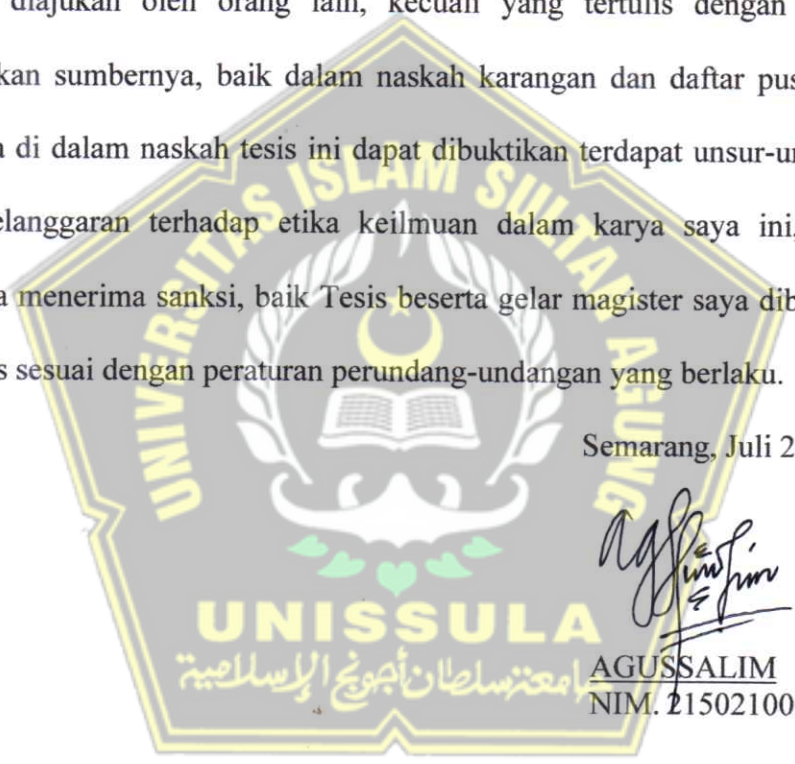 diajukan oleh orang lain, kecuali yang tertulis dengan
kan sumbernya, baik dalam naskah karangan dan daftar pus
di dalam naskah tesis ini dapat dibuktikan terdapat unsur-u
elanggaran terhadap etika keilmuan dalam karya saya ini,
a menerima sanksi, baik Tesis beserta gelar magister saya dib
s sesuai dengan peraturan perundang-undangan yang berlaku.
Semarang, Juli 2
AGUSSALIM
NIM. 21502100
UNIVERSITAS ISLAM SULTAN AGUNG
UNISSULA
جامعتسلطان أجونج الإسلامية